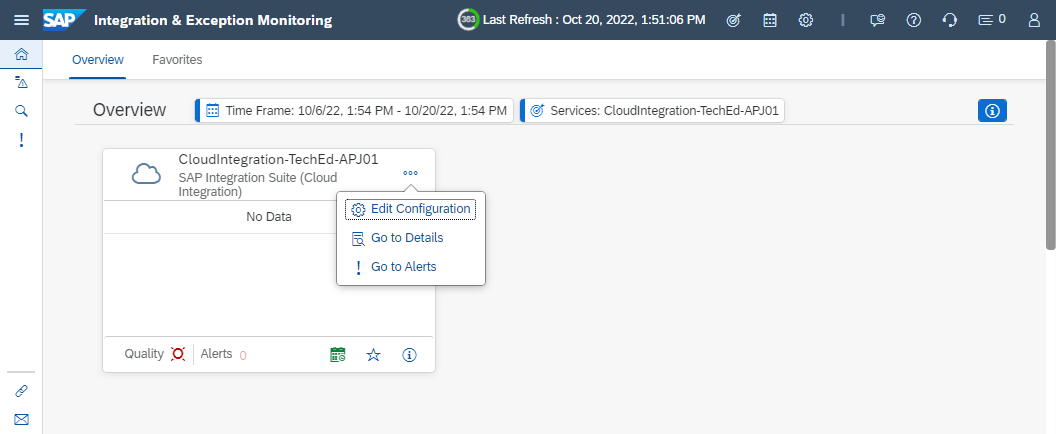 SAP Integration & Exception Monitoring 363 Last Refresh : Oct 20, 2022, 1:51:06 PM 0
Overview Favorites
Overview Time Frame: 10/6/22, 1:54 PM - 10/20/22, 1:54 PM Services: CloudIntegration-TechEd-APJ01
CloudIntegration-TechEd-APJ01
SAP Integration Suite (Cloud
Integration)
No Data
Edit Configuration
Go to Details
Go to Alerts
Quality Alerts 0